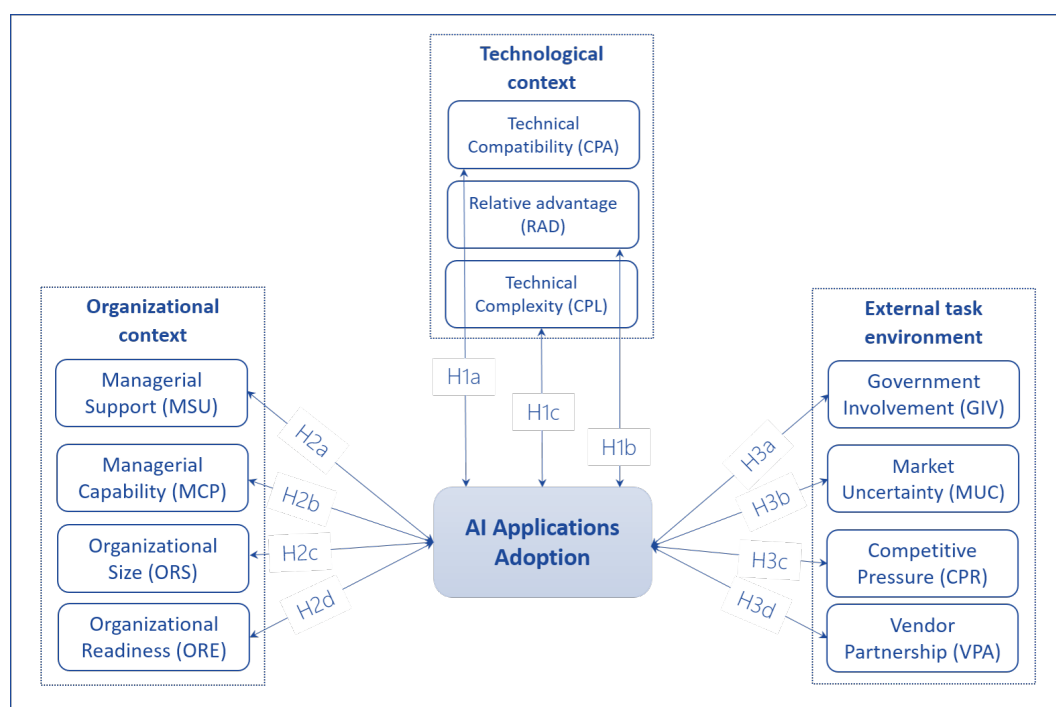 Technological
context
Technical
Compatibility (CPA)
Relative advantage
(RAD)
Technical
Complexity (CPL)
Organizational
context
Managerial
Support (MSU)
Managerial
Capability (MCP)
Organizational
Size (ORS)
Organizational
Readiness (ORE)
H2a
H2b
H2c
H2d
H1a
H1c
H1b
AI Applications
Adoption
H3a
H3b
H3c
H3d
External task
environment
Government
Involvement (GIV)
Market
Uncertainty (MUC)
Competitive
Pressure (CPR)
Vendor
Partnership (VPA)